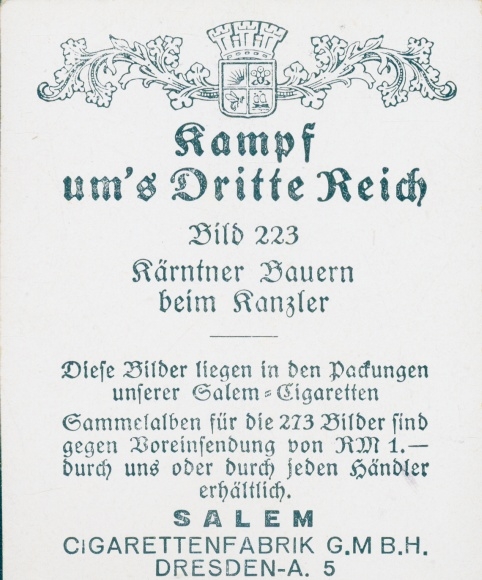 Kampf
um's Dritte Reich
Bild 223
Kärntner Bauern
beim Kanzler
Diese Bilder liegen in den Packungen
unserer Salem-Cigaretten
Sammelalben für die 273 Bilder sind
gegen Voreinsendung von RM 1.—
durch uns oder durch jeden Händler
erhältlich.
SALEM
CIGARETTENFABRIK G.M B.H.
DRESDEN-A. 5